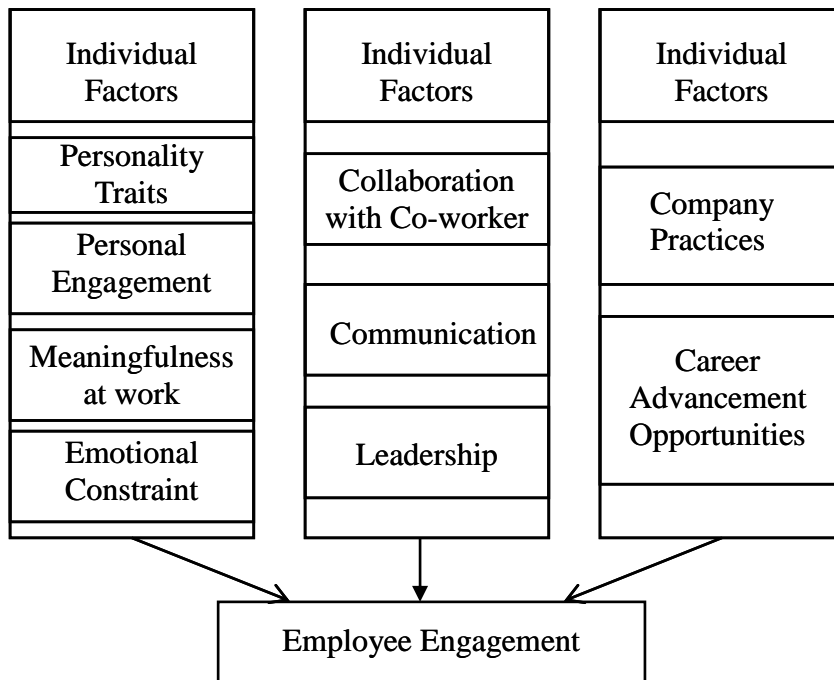 Individual
Factors
Personality
Traits
Personal
Engagement
Meaningfulness
at work
Emotional
Constraint
Individual
Factors
Collaboration
with Co-worker
Communication
Leadership
Individual
Factors
Company
Practices
Career
Advancement
Opportunities
Employee Engagement